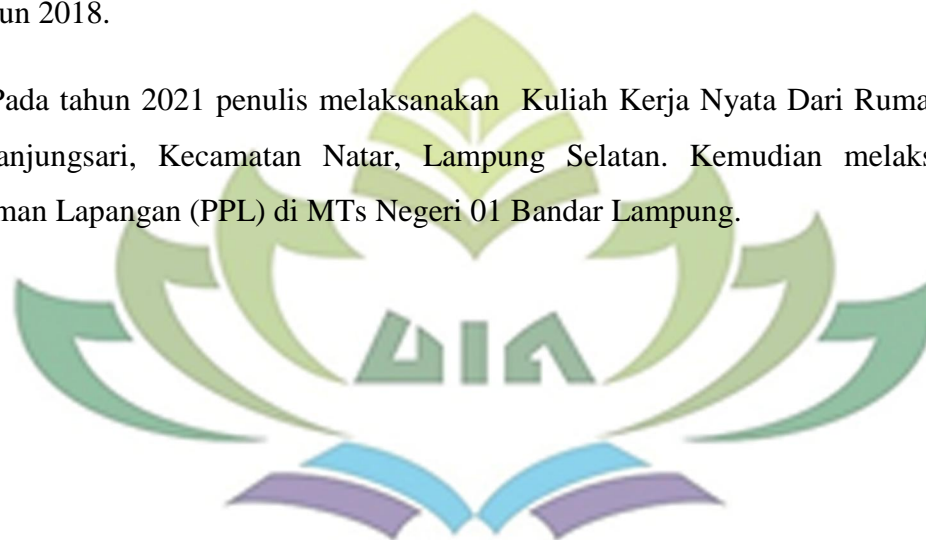 un 2018.
Pada tahun 2021 penulis melaksanakan Kuliah Kerja Nyata Dari Ruma
anjungsari, Kecamatan Natar, Lampung Selatan. Kemudian melaks
man Lapangan (PPL) di MTs Negeri 01 Bandar Lampung.
UIN